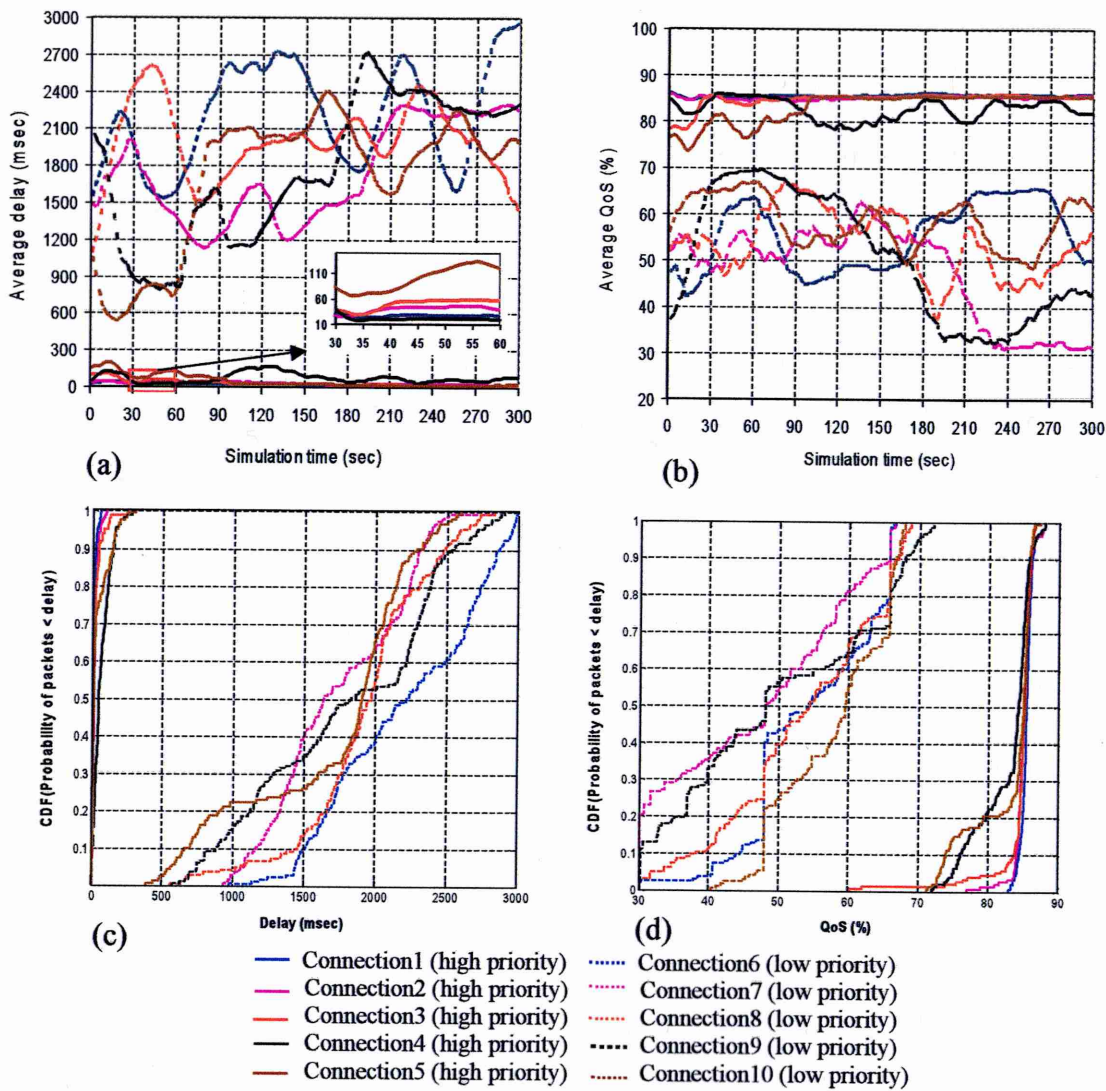 3000
2700
2400
2100
1800
1500
1200
900
600
300
0
Average delay (msec)
110
60
10
30 35 40 45 50 55 60
0 30 60 90 120 150 180 210 240 270 300
Simulation time (sec)
(a)
100
90
80
70
60
50
40
30
20
Average QoS (%)
0 30 60 90 120 150 180 210 240 270 300
Simulation time (sec)
(b)
1
0.9
0.8
0.7
0.6
0.5
0.4
0.3
0.2
0.1
CDF(Probability of packets < delay)
0 500 1000 1500 2000 2500 3000
Delay (msec)
(c)
1
0.9
0.8
0.7
0.6
0.5
0.4
0.3
0.2
0.1
0
CDF(Probability of packets < delay)
30 40 50 60 70 80 90
QoS (%)
(d)
Connection1 (high priority)
Connection2 (high priority)
Connection3 (high priority)
Connection4 (high priority)
Connection5 (high priority)
Connection6 (low priority)
Connection7 (low priority)
Connection8 (low priority)
Connection9 (low priority)
Connection10 (low priority)